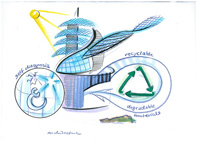 recyclable
self diagnosis
degradable
materials